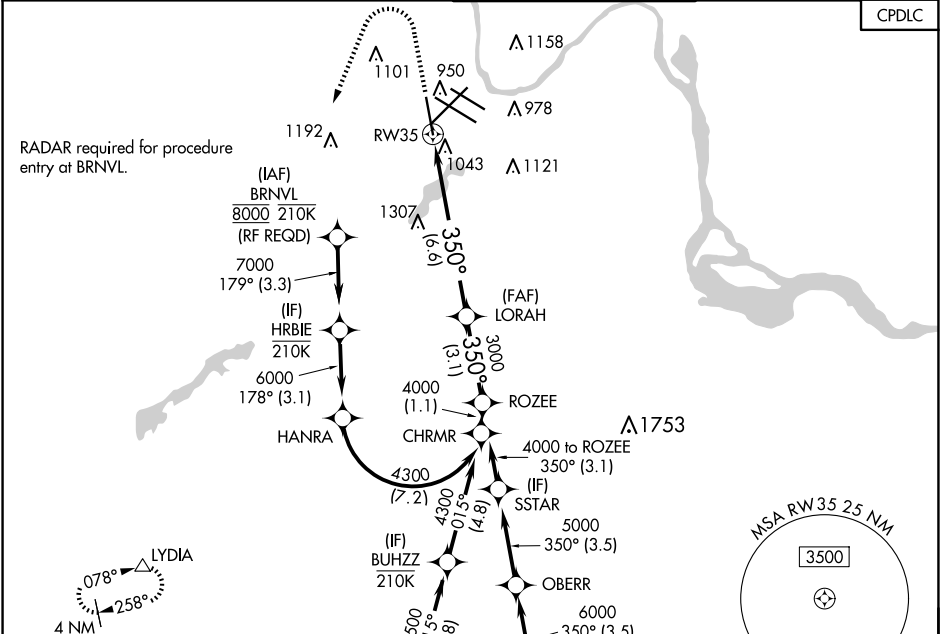 CPDLC
1158
1101
950
978
RADAR required for procedure
entry at BRNVL.
1192
RW35
1043
1121
(IAF)
BRNVL
8000 210K
(RF REQD)
1307
350°
(6.6)
7000
179° (3.3)
(FAF)
LORAH
(IF)
HRBIE
210K
3000
350°
(3.1)
6000
178° (3.1)
4000
(1.1)
ROZEE
HANRA
CHRMR
1753
4000 to ROZEE
350° (3.1)
4300
(7.2)
(IF)
SSTAR
4300
015°
(4.8)
5000
350° (3.5)
MSA RW35 25 NM
3500
(IF)
BUHZZ
210K
OBERR
LYDIA
078°
258°
4 NM
6000
350° (3.5)